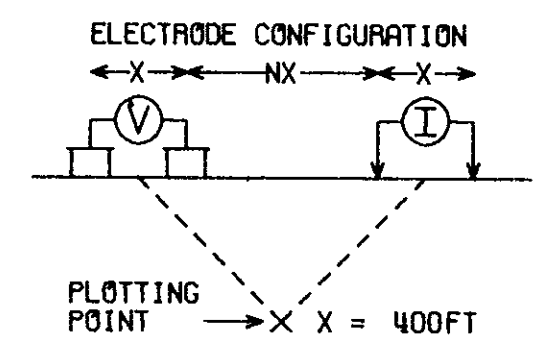 ELECTRODE CONFIGURATION
X NX X
V I
PLOTTING
POINT X X = 400FT